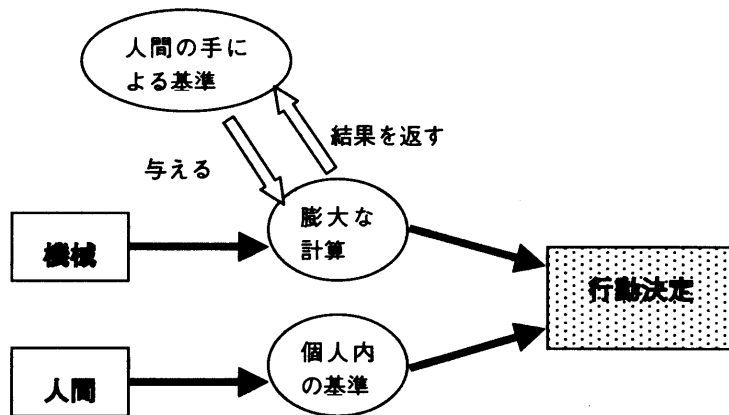 人間の手に
よる基準
結果を返す
与える
膨大な
計算
機械
行動決定
個人内
の基準
人間